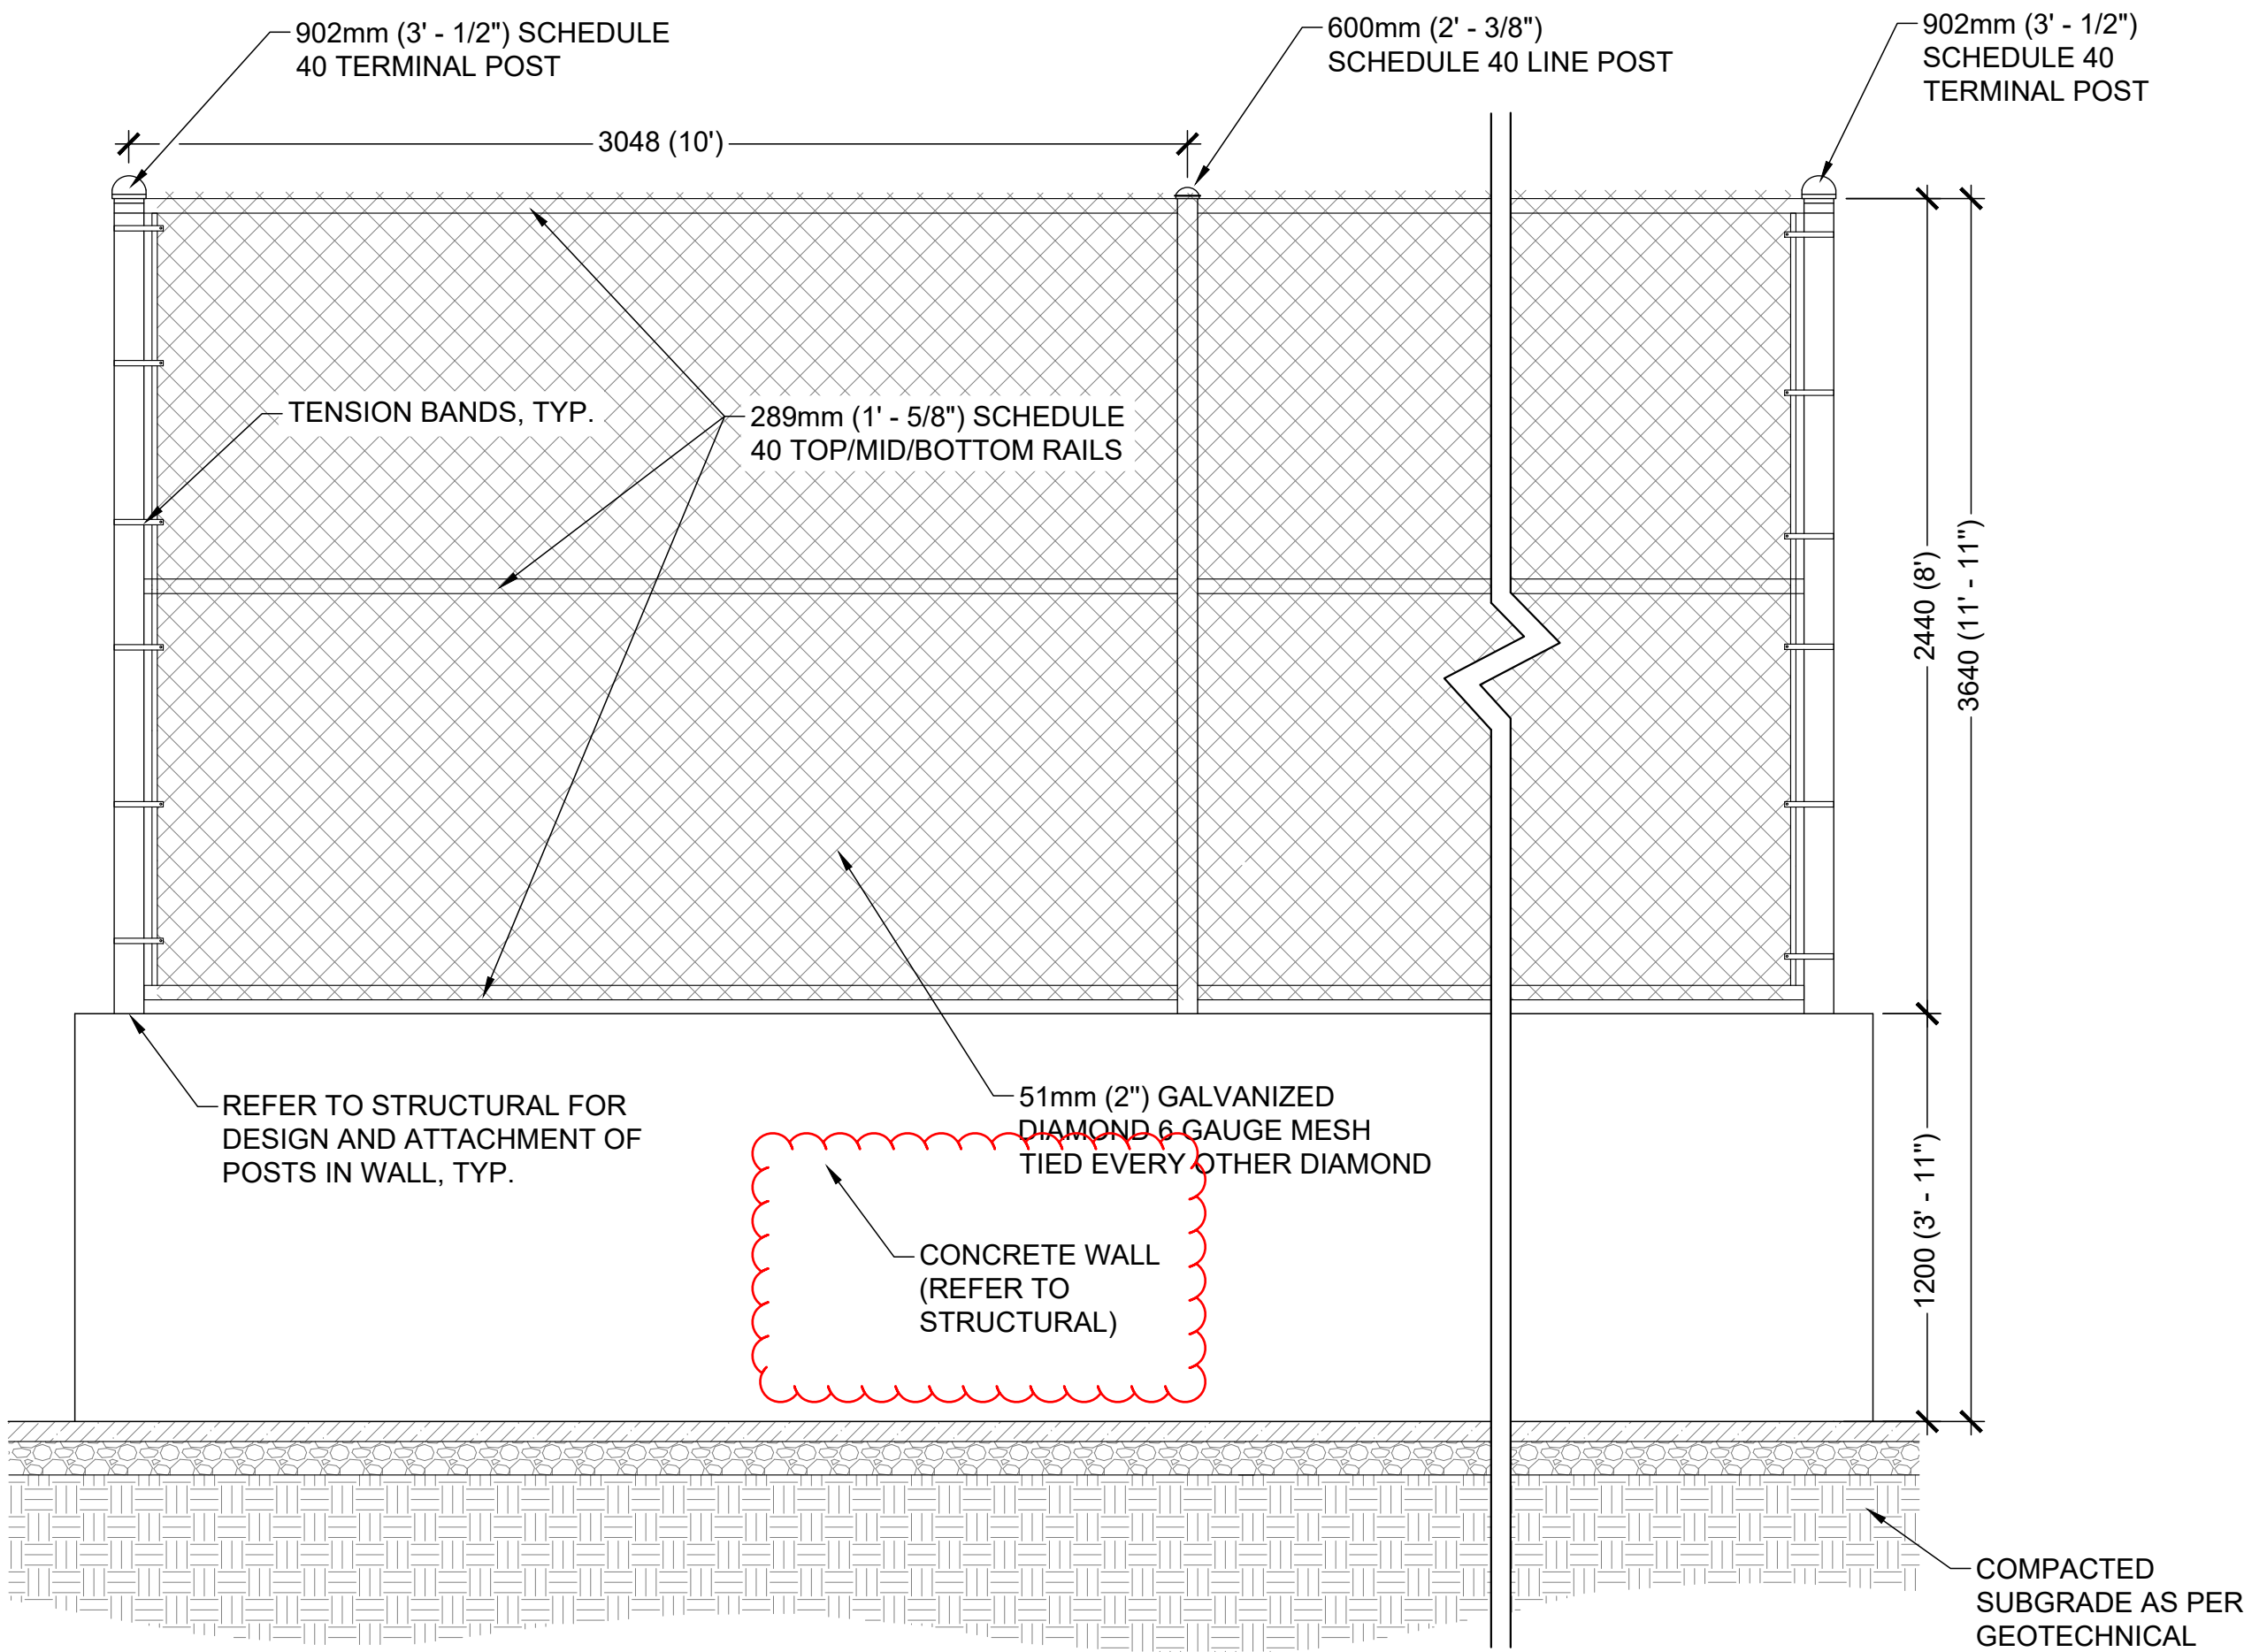 902mm (3' - 1/2") SCHEDULE
40 TERMINAL POST
600mm (2' - 3/8")
SCHEDULE 40 LINE POST
902mm (3' - 1/2")
SCHEDULE 40
TERMINAL POST
3048 (10')
TENSION BANDS, TYP.
289mm (1' - 5/8") SCHEDULE
40 TOP/MID/BOTTOM RAILS
2440 (8')
3640 (11' - 11")
REFER TO STRUCTURAL FOR
DESIGN AND ATTACHMENT OF
POSTS IN WALL, TYP.
51mm (2") GALVANIZED
DIAMOND 6 GAUGE MESH
TIED EVERY OTHER DIAMOND
1200 (3' - 11")
CONCRETE WALL
(REFER TO
STRUCTURAL)
COMPACTED
SUBGRADE AS PER
GEOTECHNICAL